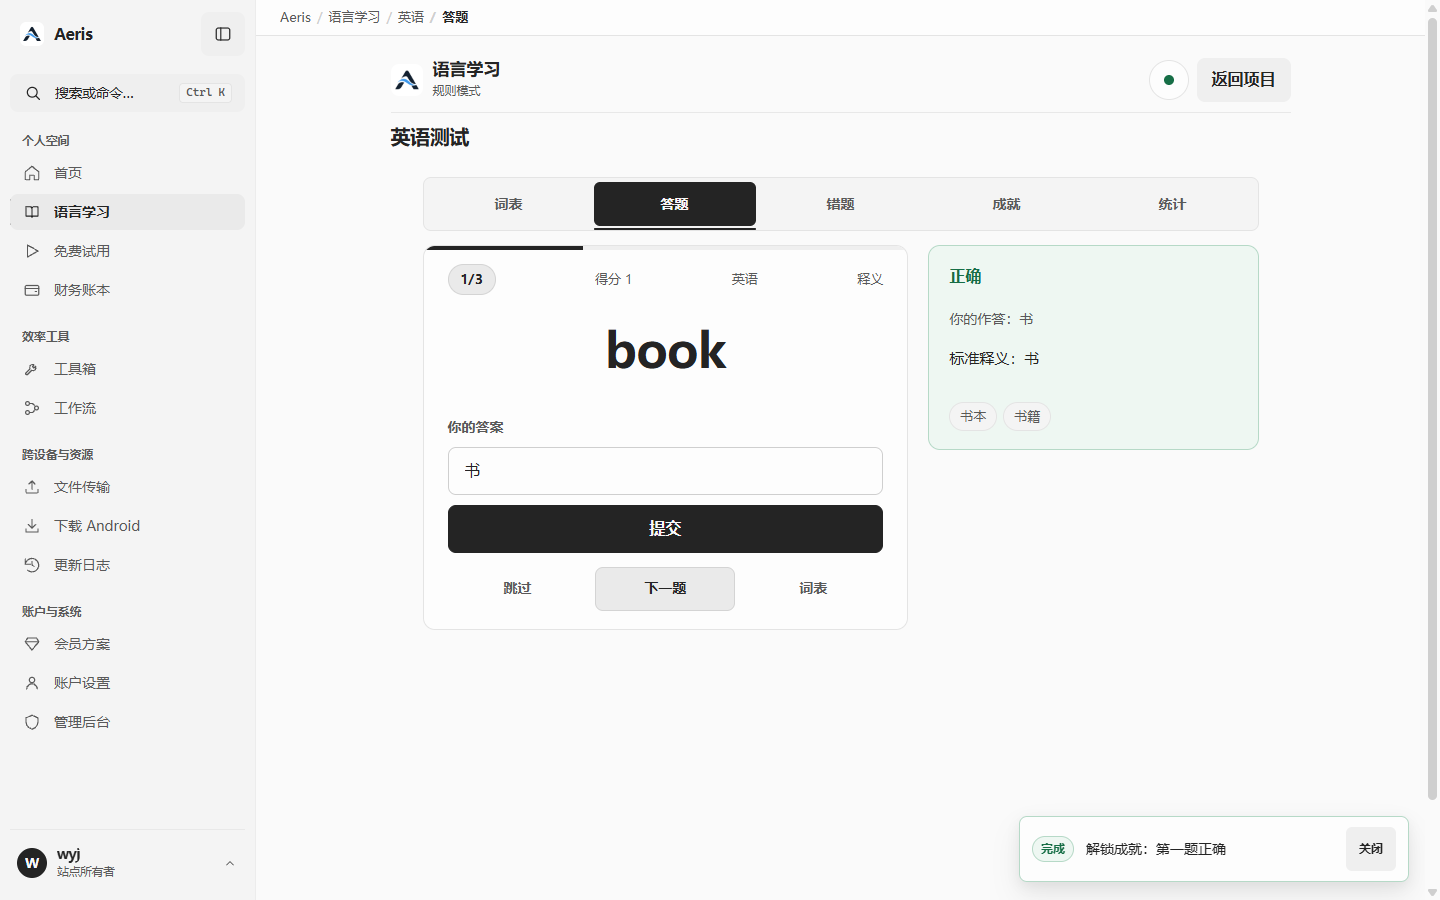 Aeris
搜索或命令...
Ctrl K
个人空间
首页
语言学习
免费试用
财务账本
效率工具
工具箱
工作流
跨设备与资源
文件传输
下载 Android
更新日志
账户与系统
会员方案
账户设置
管理后台
W
wyj
站点所有者
Aeris / 语言学习 / 英语 / 答题
语言学习
规则模式
返回项目
英语测试
词表 答题 错题 成就 统计
1/3 得分 1 英语 释义
book
你的答案
书
提交
跳过 下一题 词表
正确
你的作答：书
标准释义：书
书本 书籍
完成 解锁成就：第一题正确 关闭